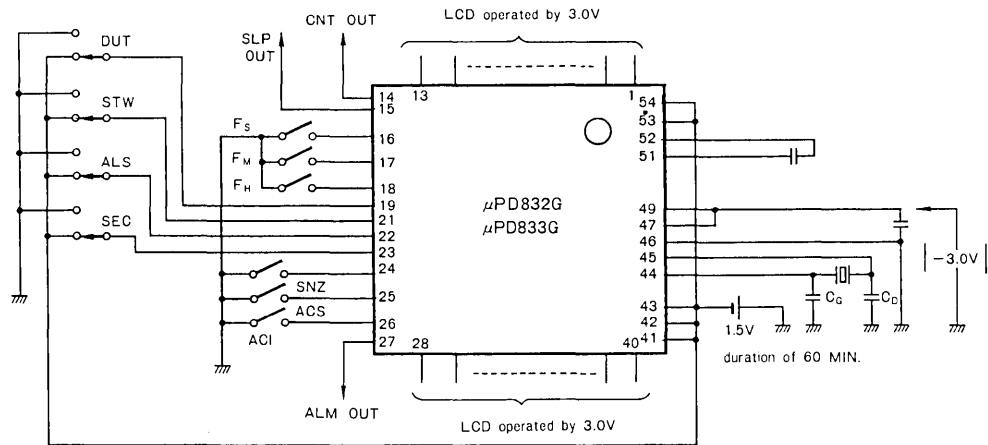 LCD operated by 3.0V
CNT OUT
SLP OUT
DUT
STW
ALS
SEC
13
1
14
15
16
17
18
19
21
22
23
24
25
26
27
28
40
54
53
52
51
49
47
46
45
44
43
42
41
FS
FM
FH
μPD832G
μPD833G
SNZ
ACS
ACI
|−3.0V|
CG
CD
1.5V
duration of 60 MIN.
ALM OUT
LCD operated by 3.0V